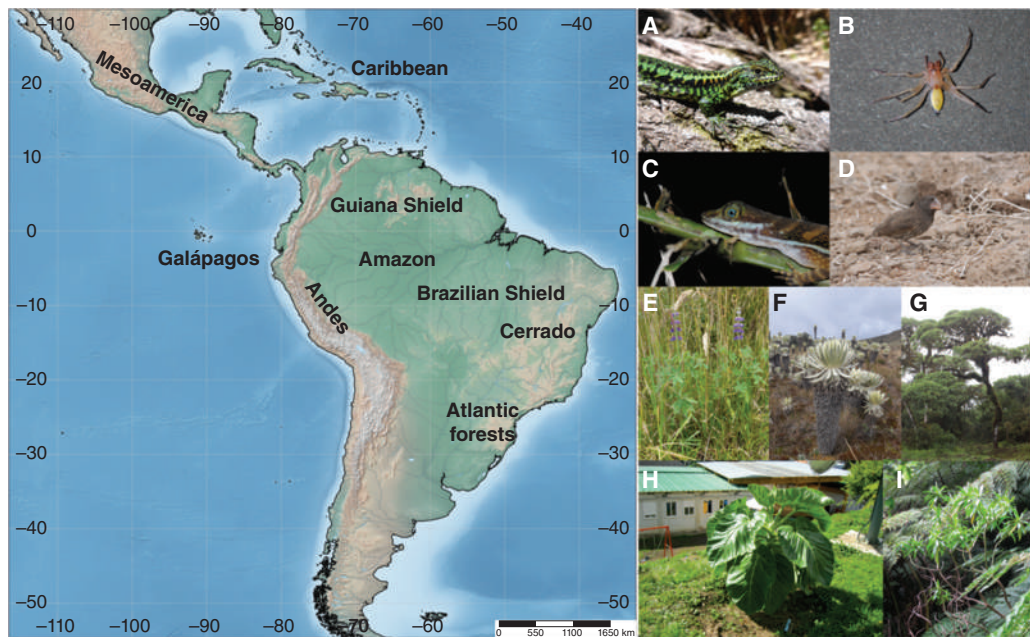 −110 −100 −90 −80 −70 −60 −50 −40
20
10
0
−10
−20
−30
−40
−50
20
10
0
−10
−20
−30
−40
−50
Mesoamerica
Caribbean
Guiana Shield
Galápagos
Amazon
Andes
Brazilian Shield
Cerrado
Atlantic
forests
−110 −100 −90 −80 −70 −60
0 550 1100 1650 km
A
B
C
D
E
F
G
H
I